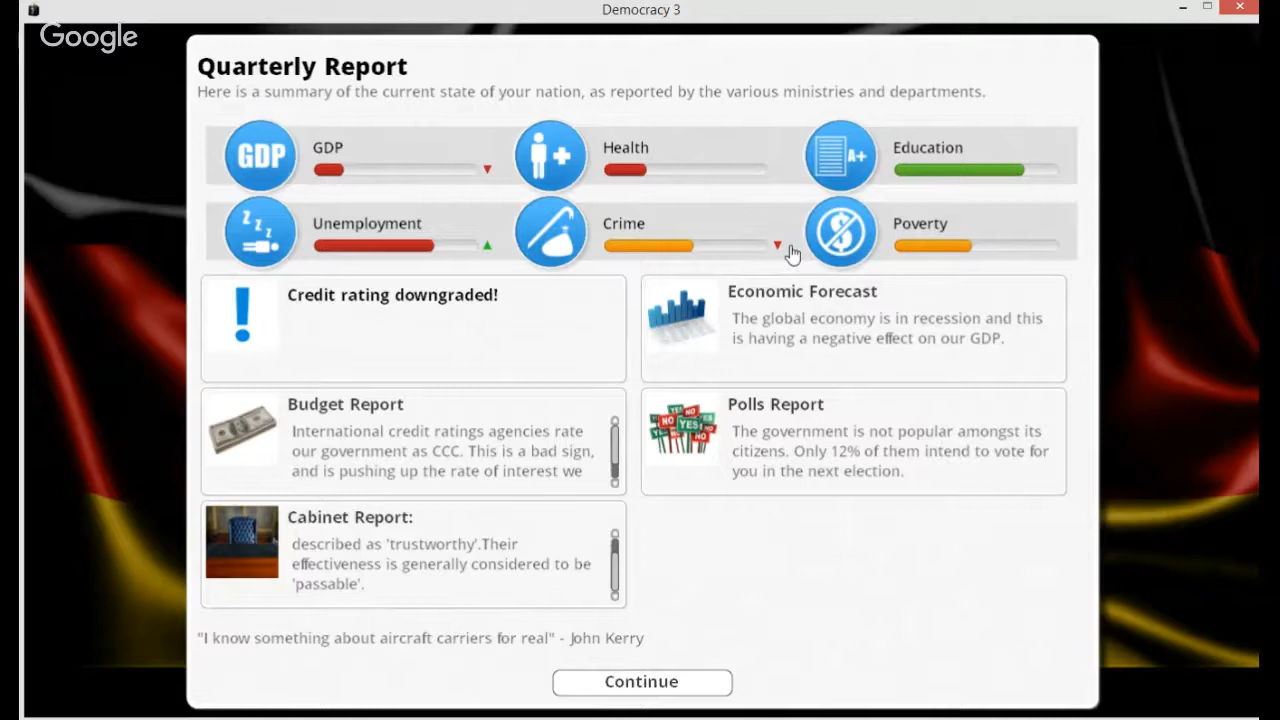 Democracy 3
Google
Quarterly Report
Here is a summary of the current state of your nation, as reported by the various ministries and departments.
GDP
GDP
Health
A+
Education
Z Z Z
Unemployment
Crime
$
Poverty
Credit rating downgraded!
Economic Forecast
The global economy is in recession and this
is having a negative effect on our GDP.
Budget Report
International credit ratings agencies rate
our government as CCC. This is a bad sign,
and is pushing up the rate of interest we
NO
YES
YES
NO
YES
NO
Polls Report
The government is not popular amongst its
citizens. Only 12% of them intend to vote for
you in the next election.
Cabinet Report:
described as 'trustworthy'.Their
effectiveness is generally considered to be
'passable'.
"I know something about aircraft carriers for real" - John Kerry
Continue